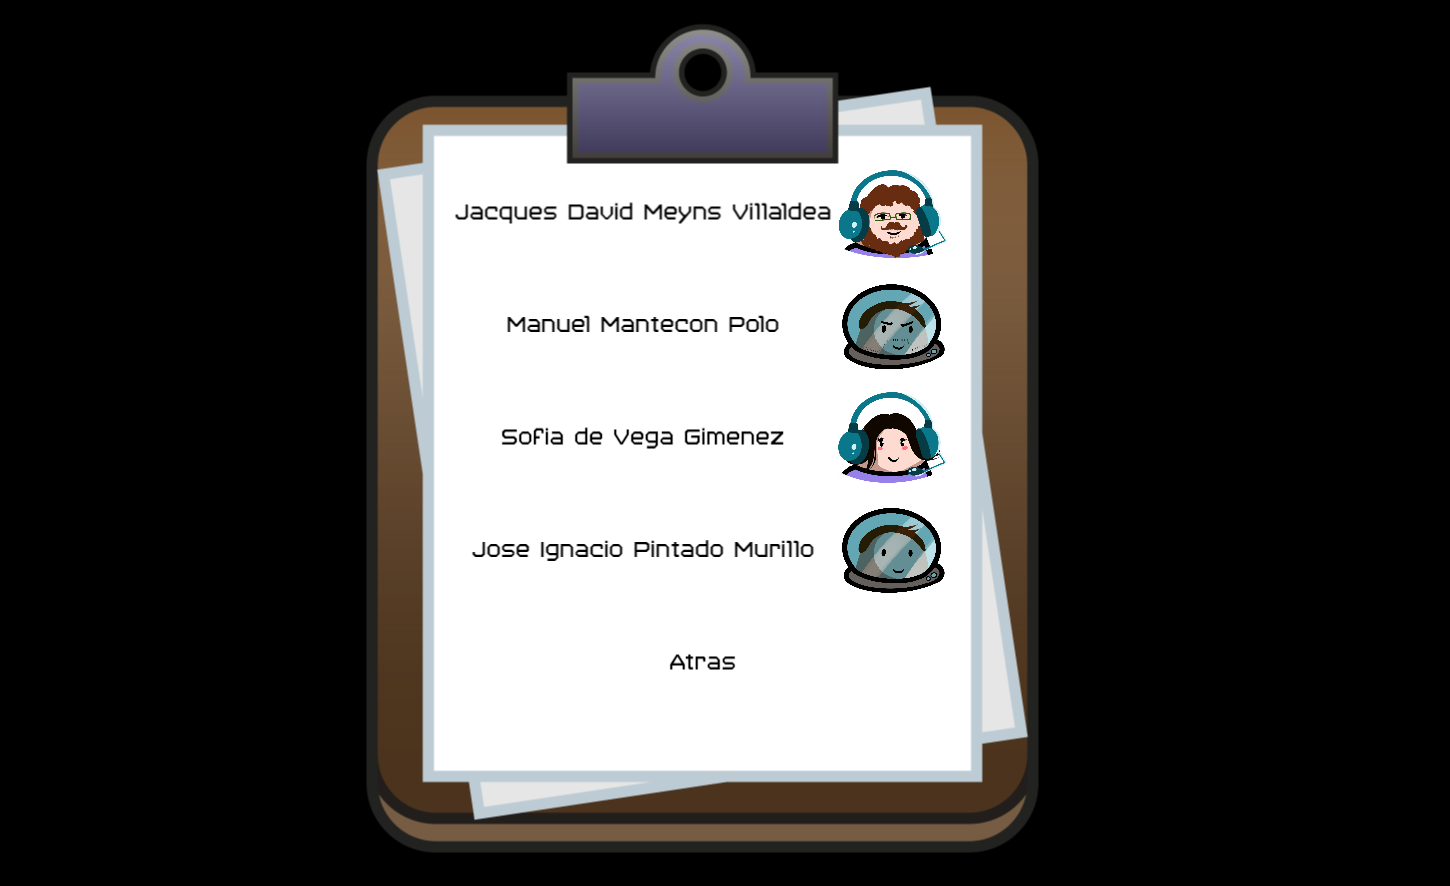 Jacques David Meyns Villaldea
Manuel Mantecon Polo
Sofia de Vega Gimenez
Jose Ignacio Pintado Murillo
Atras